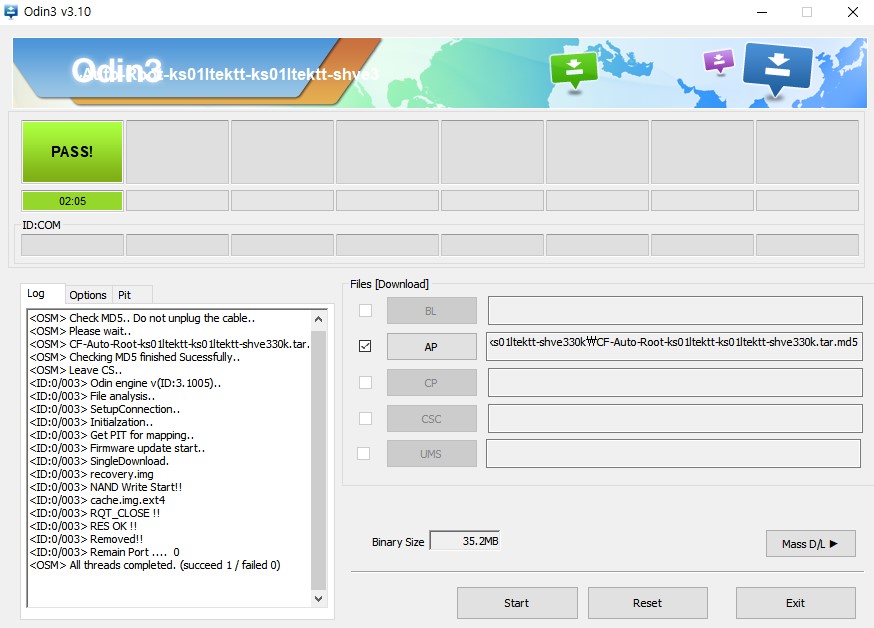 Odin3 v3.10
Odin3
Auto-Root-ks01ltektt-ks01ltektt-shve3
PASS!
02:05
ID:COM
Log
Options
Pit
<OSM> Check MD5.. Do not unplug the cable..
<OSM> Please wait..
<OSM> CF-Auto-Root-ks01ltektt-ks01ltektt-shve330k.tar.
<OSM> Checking MD5 finished Sucessfully..
<OSM> Leave CS..
<ID:0/003> Odin engine v(ID:3.1005)..
<ID:0/003> File analysis..
<ID:0/003> SetupConnection..
<ID:0/003> Initialzation..
<ID:0/003> Get PIT for mapping..
<ID:0/003> Firmware update start..
<ID:0/003> SingleDownload.
<ID:0/003> recovery.img
<ID:0/003> NAND Write Start!!
<ID:0/003> cache.img.ext4
<ID:0/003> RQT_CLOSE !!
<ID:0/003> RES OK !!
<ID:0/003> Removed!!
<ID:0/003> Remain Port .... 0
<OSM> All threads completed. (succeed 1 / failed 0)
Files [Download]
BL
AP
ks01ltektt-shve330k₩CF-Auto-Root-ks01ltektt-ks01ltektt-shve330k.tar.md5
CP
CSC
UMS
Binary Size
35.2MB
Mass D/L ▶
Start
Reset
Exit